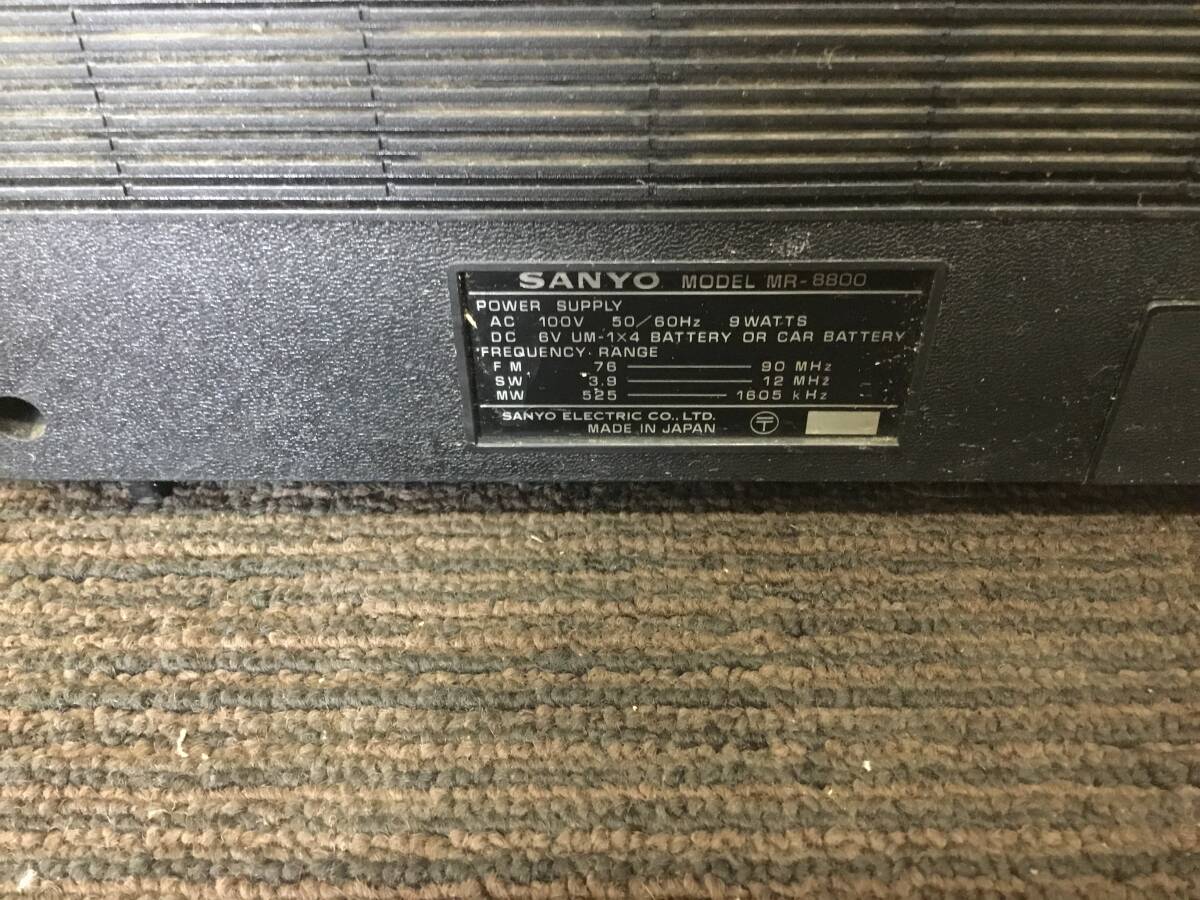 SANYO MODEL MR-8800
POWER SUPPLY
AC 100V 50/60Hz 9WATTS
DC 6V UM-1×4 BATTERY OR CAR BATTERY
FREQUENCY RANGE
FM 76 — 90 MHz
SW 3.9 — 12 MHz
MW 525 — 1605 kHz
SANYO ELECTRIC CO., LTD.
MADE IN JAPAN 〒